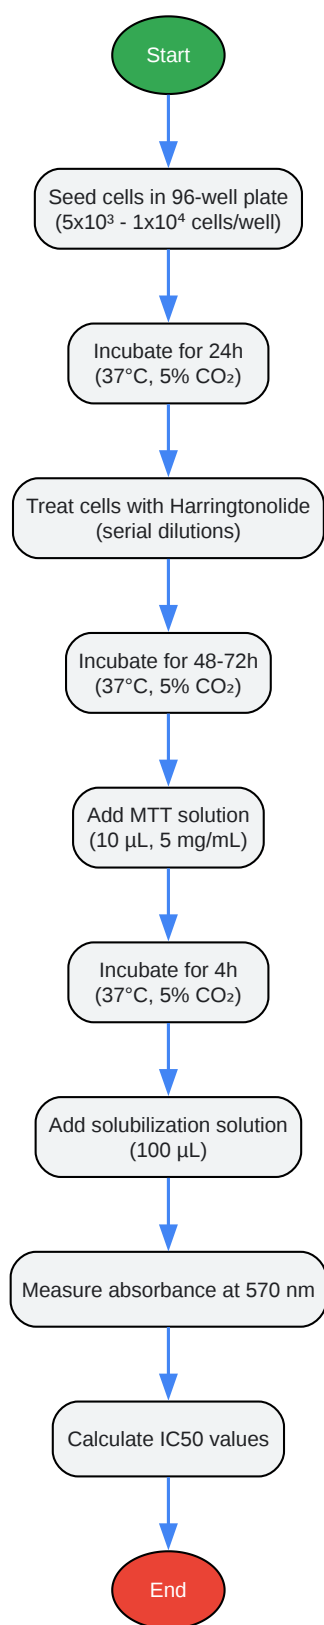 Start
Seed cells in 96-well plate
(5x10³ - 1x10⁴ cells/well)
Incubate for 24h
(37°C, 5% CO₂)
Treat cells with Harringtonolide
(serial dilutions)
Incubate for 48-72h
(37°C, 5% CO₂)
Add MTT solution
(10 µL, 5 mg/mL)
Incubate for 4h
(37°C, 5% CO₂)
Add solubilization solution
(100 µL)
Measure absorbance at 570 nm
Calculate IC50 values
End